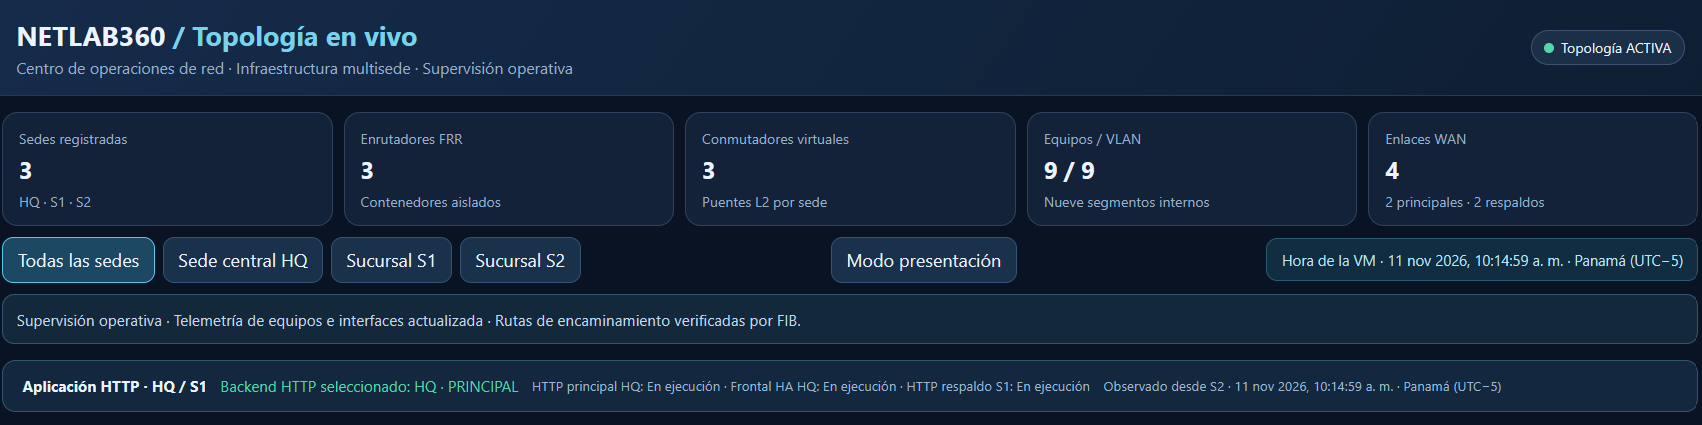 NETLAB360 / Topología en vivo
Centro de operaciones de red · Infraestructura multisede · Supervisión operativa
Topología ACTIVA
Sedes registradas
3
HQ · S1 · S2
Enrutadores FRR
3
Contenedores aislados
Conmutadores virtuales
3
Puentes L2 por sede
Equipos / VLAN
9 / 9
Nueve segmentos internos
Enlaces WAN
4
2 principales · 2 respaldos
Todas las sedes
Sede central HQ
Sucursal S1
Sucursal S2
Modo presentación
Hora de la VM · 11 nov 2026, 10:14:59 a. m. · Panamá (UTC−5)
Supervisión operativa · Telemetría de equipos e interfaces actualizada · Rutas de encaminamiento verificadas por FIB.
Aplicación HTTP · HQ / S1 Backend HTTP seleccionado: HQ · PRINCIPAL HTTP principal HQ: En ejecución · Frontal HA HQ: En ejecución · HTTP respaldo S1: En ejecución Observado desde S2 · 11 nov 2026, 10:14:59 a. m. · Panamá (UTC−5)